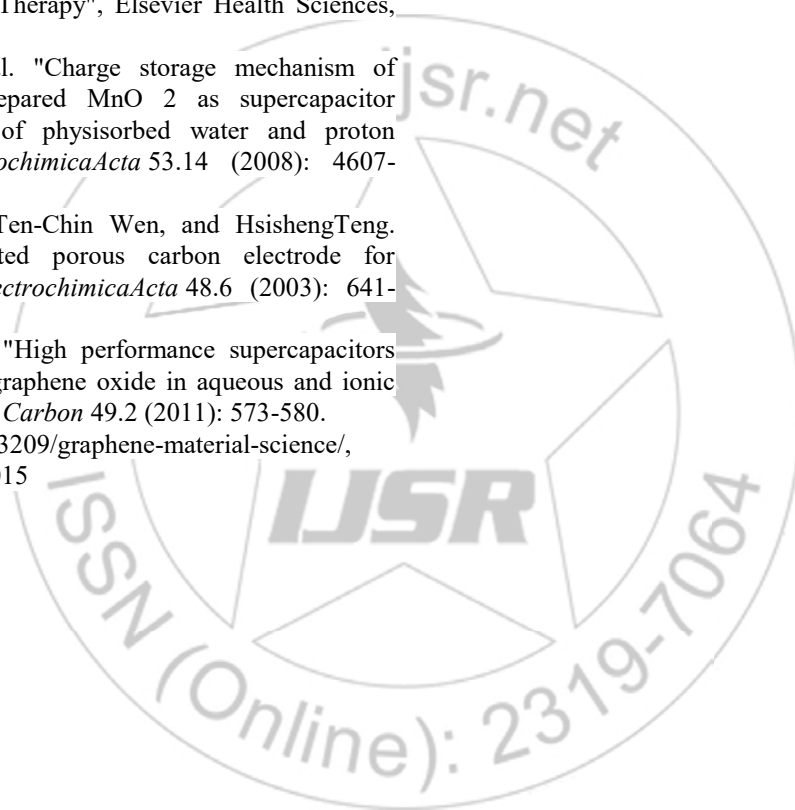 Therapy", Elsevier Health Sciences,
l. "Charge storage mechanism of
epared MnO 2 as supercapacitor
of physisorbed water and proton
ochimicaActa 53.14 (2008): 4607-
Ten-Chin Wen, and HsishengTeng.
ted porous carbon electrode for
ectrochimicaActa 48.6 (2003): 641-
"High performance supercapacitors
graphene oxide in aqueous and ionic
Carbon 49.2 (2011): 573-580.
3209/graphene-material-science/,
015
ijsr.net
IJSR
ISSN (Online): 2319-7064